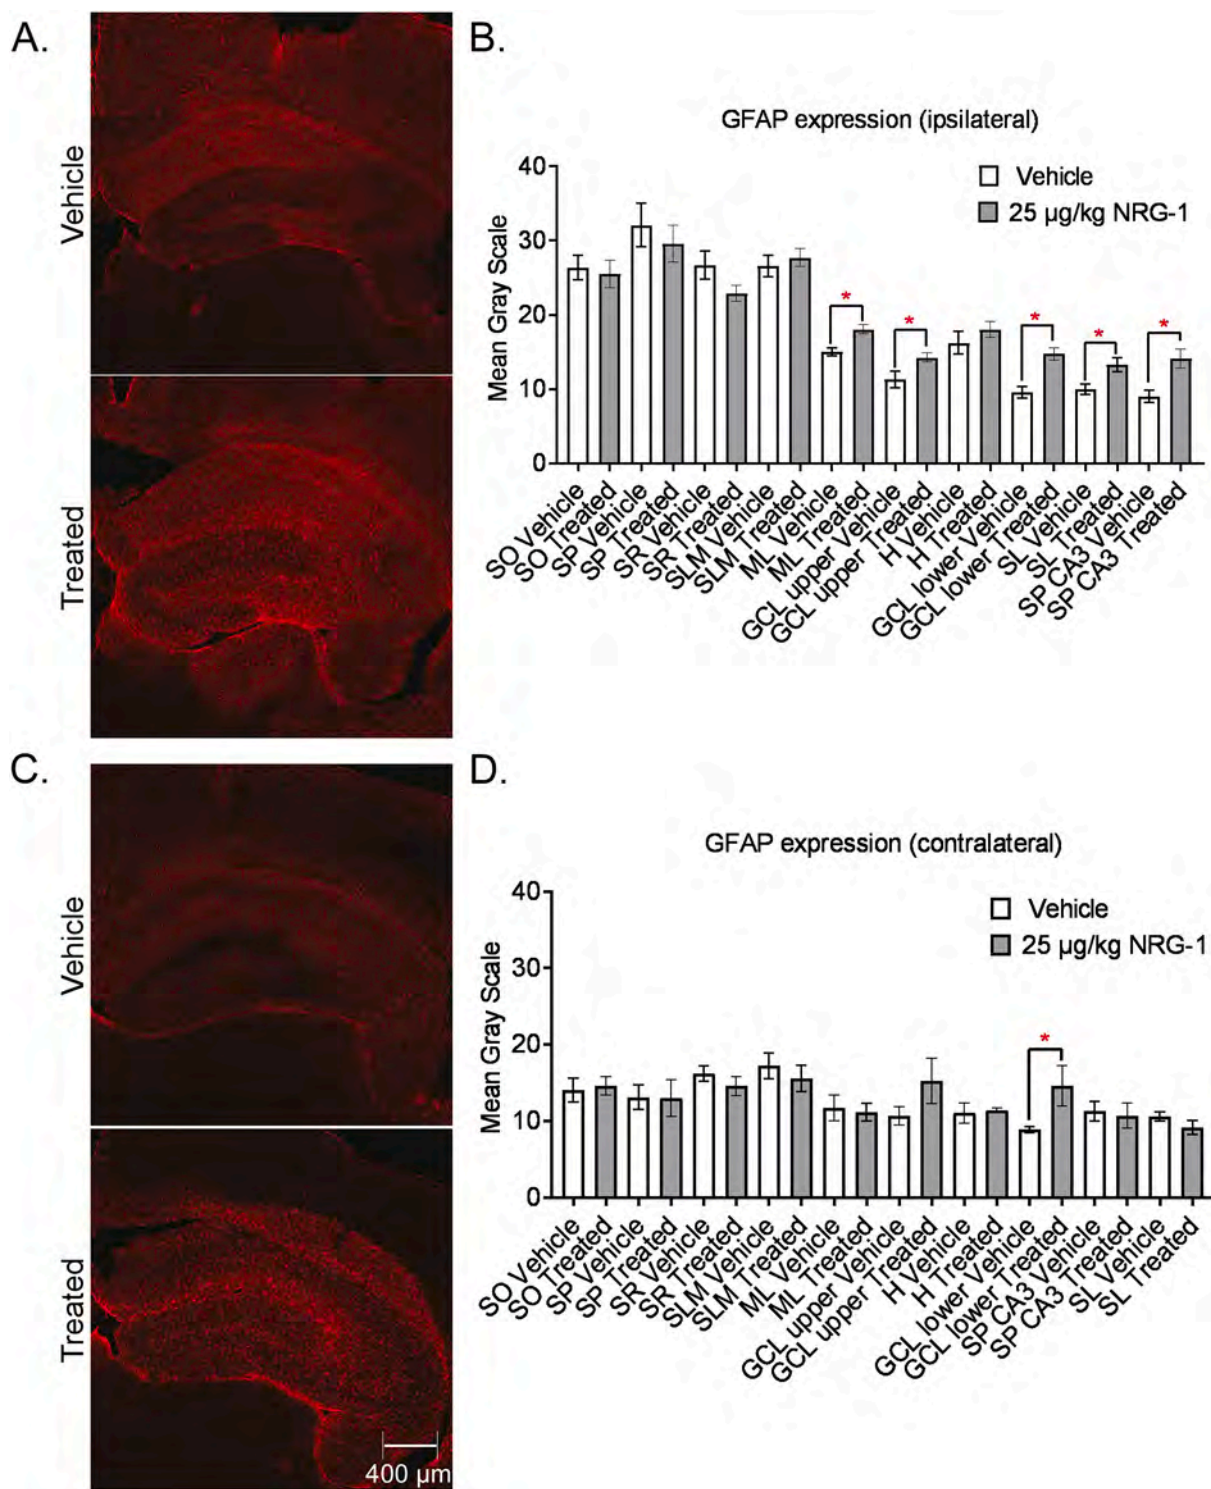 A.
Vehicle
Treated
B.
GFAP expression (ipsilateral)
Vehicle
25 µg/kg NRG-1
Mean Gray Scale
40
30
20
10
0
*
*
*
*
*
SO Vehicle
SO Treated
SP Vehicle
SP Treated
SR Vehicle
SR Treated
SLM Vehicle
SLM Treated
ML Vehicle
ML Treated
GCL upper Vehicle
GCL upper Treated
H Vehicle
H Treated
GCL lower Vehicle
GCL lower Treated
SL Vehicle
SL Treated
SP CA3 Vehicle
SP CA3 Treated
C.
Vehicle
Treated
400 µm
D.
GFAP expression (contralateral)
Vehicle
25 µg/kg NRG-1
Mean Gray Scale
40
30
20
10
0
*
SO Vehicle
SO Treated
SP Vehicle
SP Treated
SR Vehicle
SR Treated
SLM Vehicle
SLM Treated
ML Vehicle
ML Treated
GCL upper Vehicle
GCL upper Treated
H Vehicle
H Treated
GCL lower Vehicle
GCL lower Treated
SP CA3 Vehicle
SP CA3 Treated
SL Vehicle
SL Treated